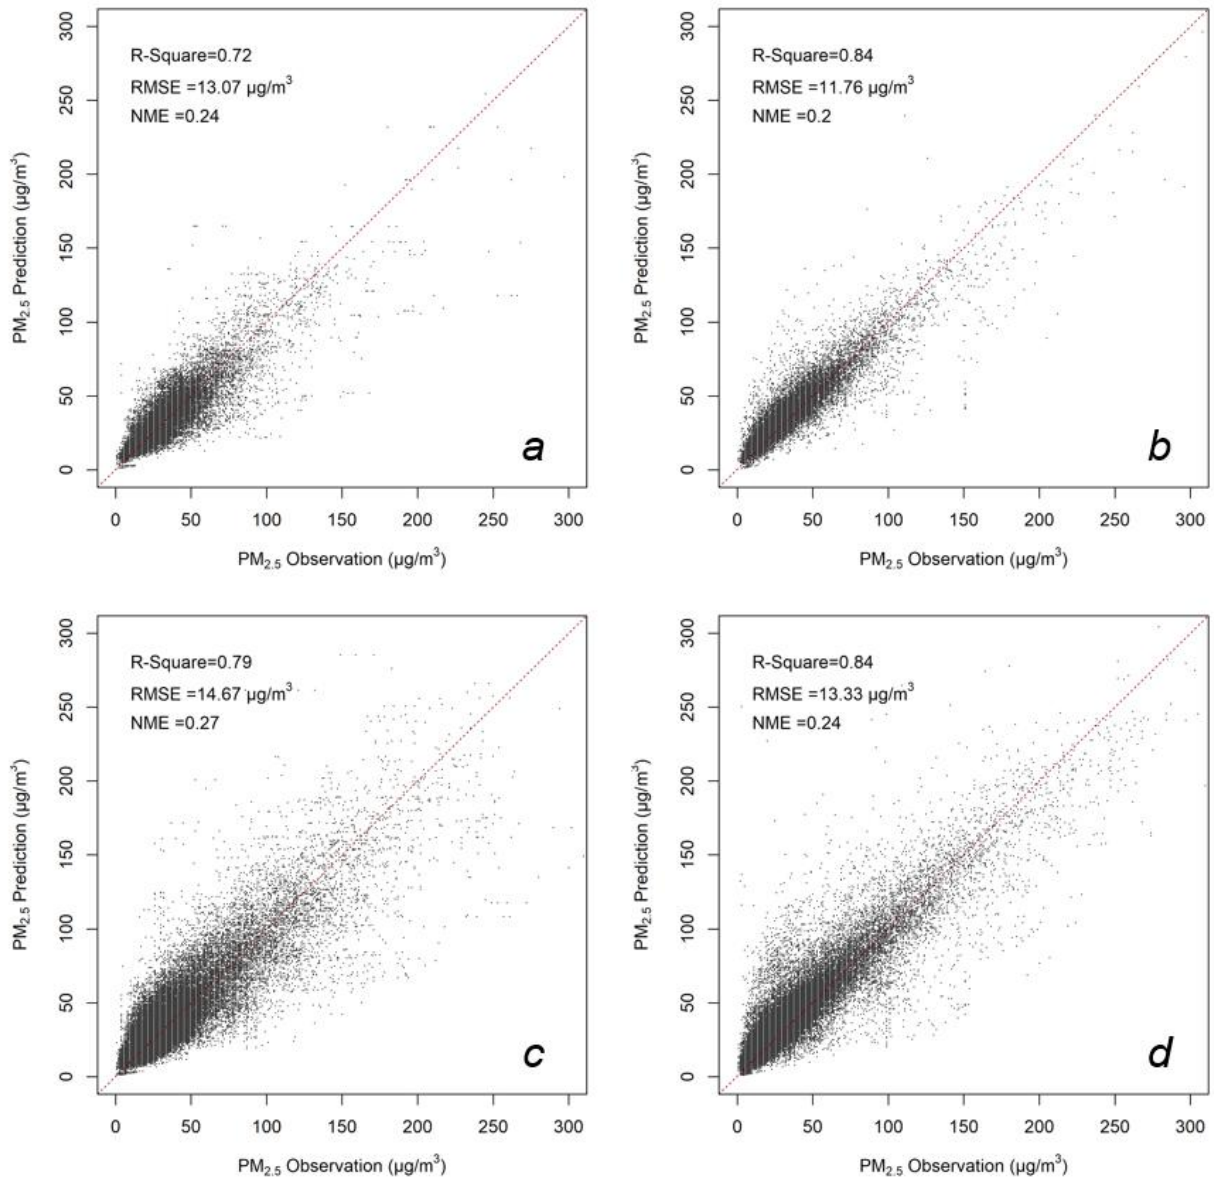 R-Square=0.72
RMSE =13.07 µg/m³
NME =0.24
PM₂.₅ Prediction (µg/m³)
300
250
200
150
100
50
0
a
0 50 100 150 200 250 300
PM₂.₅ Observation (µg/m³)
R-Square=0.84
RMSE =11.76 µg/m³
NME =0.2
PM₂.₅ Prediction (µg/m³)
300
250
200
150
100
50
0
b
0 50 100 150 200 250 300
PM₂.₅ Observation (µg/m³)
R-Square=0.79
RMSE =14.67 µg/m³
NME =0.27
PM₂.₅ Prediction (µg/m³)
300
250
200
150
100
50
0
c
0 50 100 150 200 250 300
PM₂.₅ Observation (µg/m³)
R-Square=0.84
RMSE =13.33 µg/m³
NME =0.24
PM₂.₅ Prediction (µg/m³)
300
250
200
150
100
50
0
d
0 50 100 150 200 250 300
PM₂.₅ Observation (µg/m³)